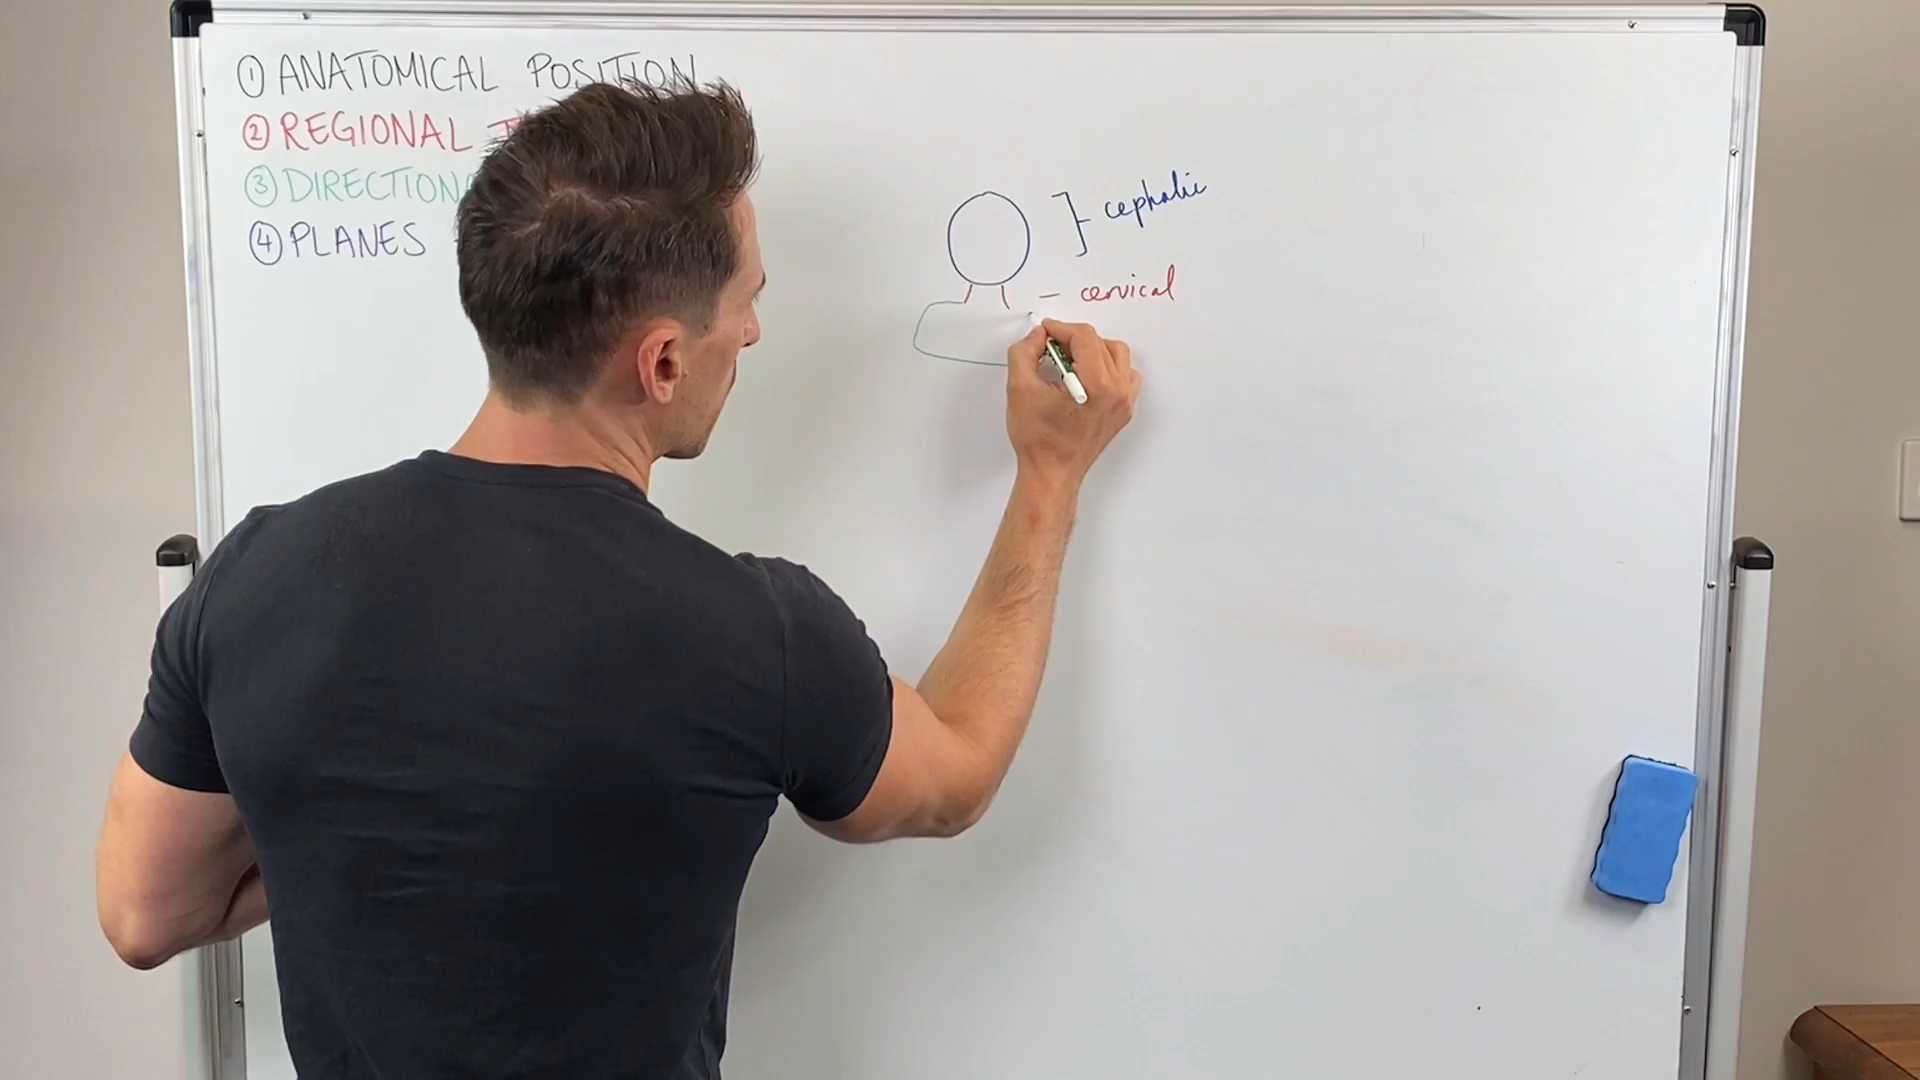 ① ANATOMICAL POSITION
② REGIONAL
③ DIRECTIONA
④ PLANES
cephalic
cervical